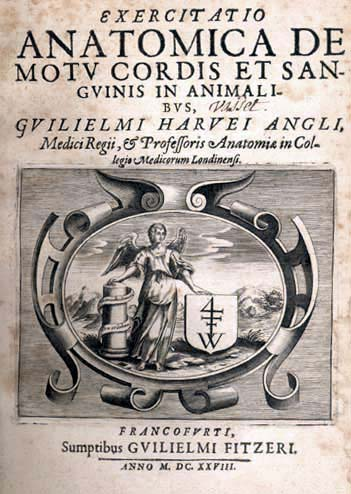 EXERCITATIO
ANATOMICA DE
MOTV CORDIS ET SAN-
GVINIS IN ANIMALI-
BVS,
GVILIELMI HARVEI ANGLI,
Medici Regii, & Professoris Anatomiæ in Col-
legio Medicorum Londinensi.
4
W
FRANCOFVRTI,
Sumptibus GVILIELMI FITZERI.
ANNO M. DC. XXVIII.